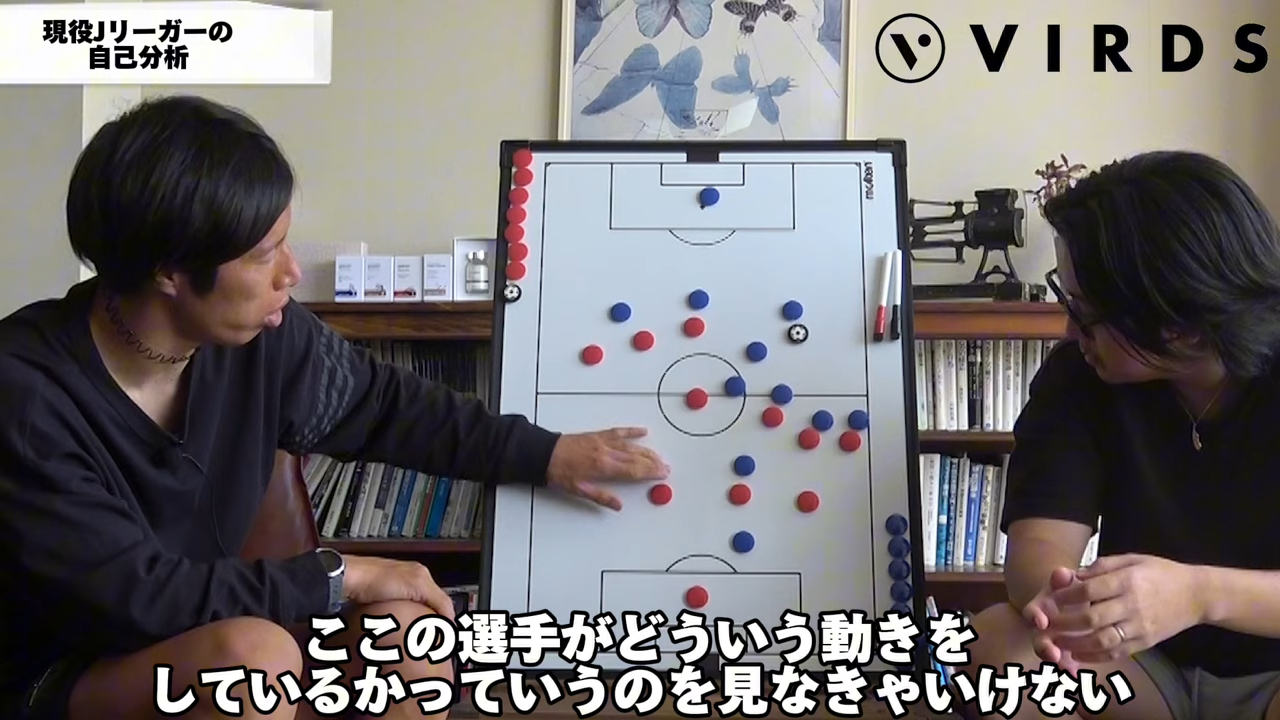 現役Jリーガーの
自己分析
VIRDS
ここの選手がどういう動きを
しているかっていうのを見なきゃいけない